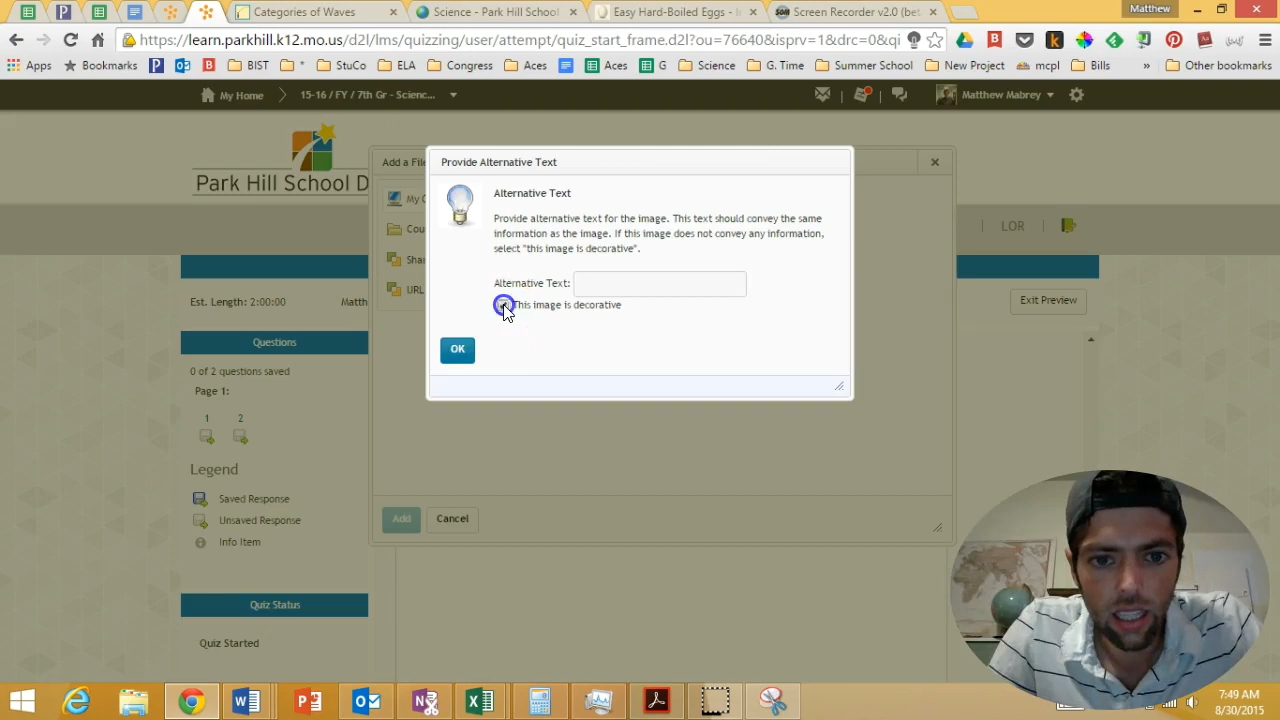 Categories of Waves
Science - Park Hill School
Easy Hard-Boiled Eggs - I
Screen Recorder v2.0 (bet
Matthew
https://learn.parkhill.k12.mo.us/d2l/lms/quizzing/user/attempt/quiz_start_frame.d2l?ou=76640&isprv=1&drc=0&qi
Apps
Bookmarks
BIST
*
StuCo
ELA
Congress
Aces
Aces
G
Science
G. Time
Summer School
New Project
mcpl
Bills
»
Other bookmarks
My Home
15-16 / FY / 7th Gr - Scienc...
Matthew Mabrey
Park Hill School D
LOR
Add a File
Provide Alternative Text
Alternative Text
Provide alternative text for the image. This text should convey the same
information as the image. If this image does not convey any information,
select "this image is decorative".
Alternative Text:
This image is decorative
OK
My C
Cou
Shar
URL
Add
Cancel
Est. Length: 2:00:00
Matth
Exit Preview
Questions
0 of 2 questions saved
Page 1:
1 2
Legend
Saved Response
Unsaved Response
Info Item
Quiz Status
Quiz Started
7:49 AM
8/30/2015